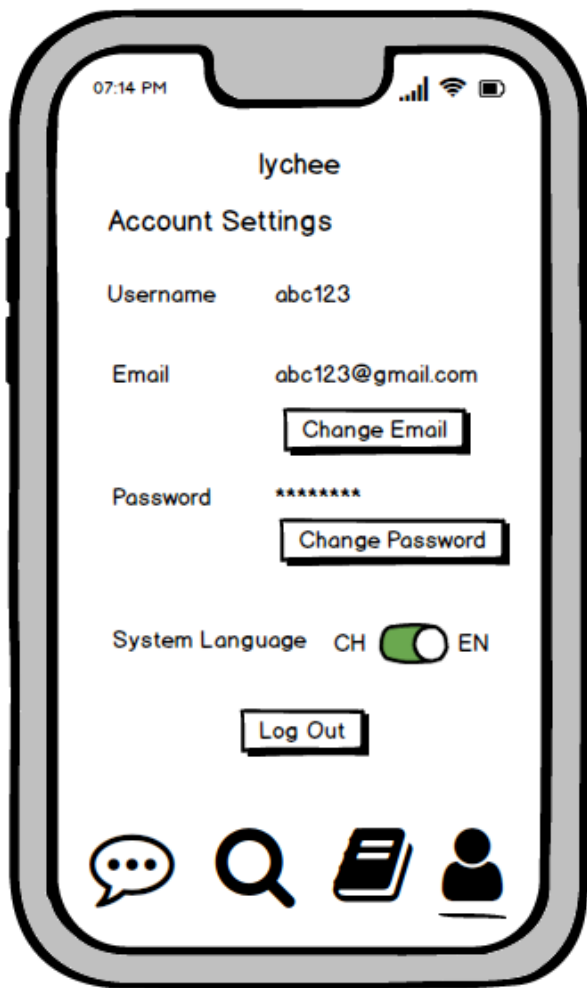 07:14 PM
lychee
Account Settings
Username abc123
Email abc123@gmail.com
Change Email
Password ********
Change Password
System Language CH EN
Log Out